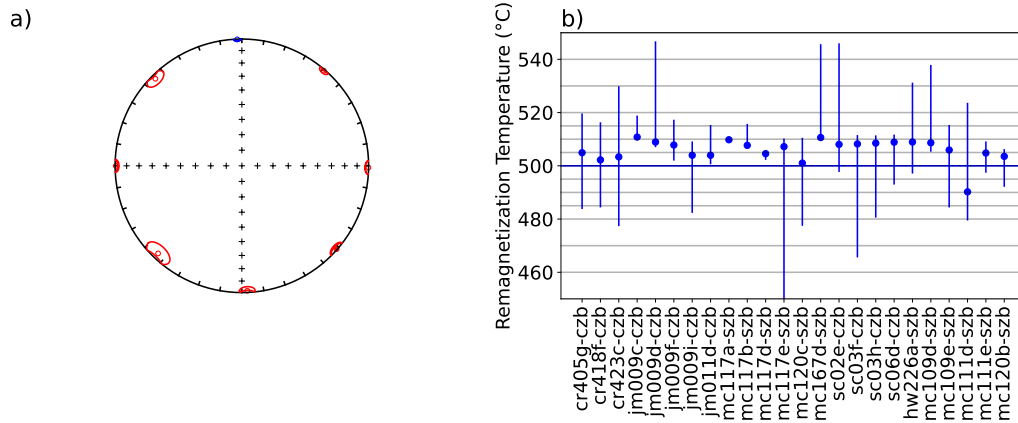 a)
b)
Remagnetization Temperature (°C)
540
520
500
480
460
cr405g-czb
cr418f-czb
cr423c-czb
jm009c-czb
jm009d-czb
jm009f-czb
jm009i-czb
jm011d-czb
mc117a-szb
mc117b-szb
mc117d-szb
mc117e-szb
mc120c-szb
mc167d-szb
sc02e-czb
sc03f-czb
sc03h-czb
sc06d-czb
hw226a-szb
mc109d-szb
mc109e-szb
mc111d-szb
mc111e-szb
mc120b-szb